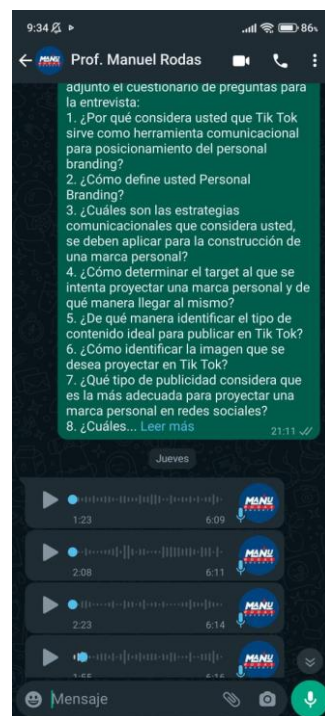 9:34
86%
Prof. Manuel Rodas
adjunto el cuestionario de preguntas para
la entrevista:
1. ¿Por qué considera usted que Tik Tok
sirve como herramienta comunicacional
para posicionamiento del personal
branding?
2. ¿Cómo define usted Personal
Branding?
3. ¿Cuáles son las estrategias
comunicacionales que considera usted,
se deben aplicar para la construcción de
una marca personal?
4. ¿Cómo determinar el target al que se
intenta proyectar una marca personal y de
qué manera llegar al mismo?
5. ¿De qué manera identificar el tipo de
contenido ideal para publicar en Tik Tok?
6. ¿Cómo identificar la imagen que se
desea proyectar en Tik Tok?
7. ¿Qué tipo de publicidad considera que
es la más adecuada para proyectar una
marca personal en redes sociales?
8. ¿Cuáles... Leer más
21:11
Jueves
MANU
1:23 6:09
MANU
2:08 6:11
MANU
2:23 6:14
MANU
1:55 6:16
Mensaje